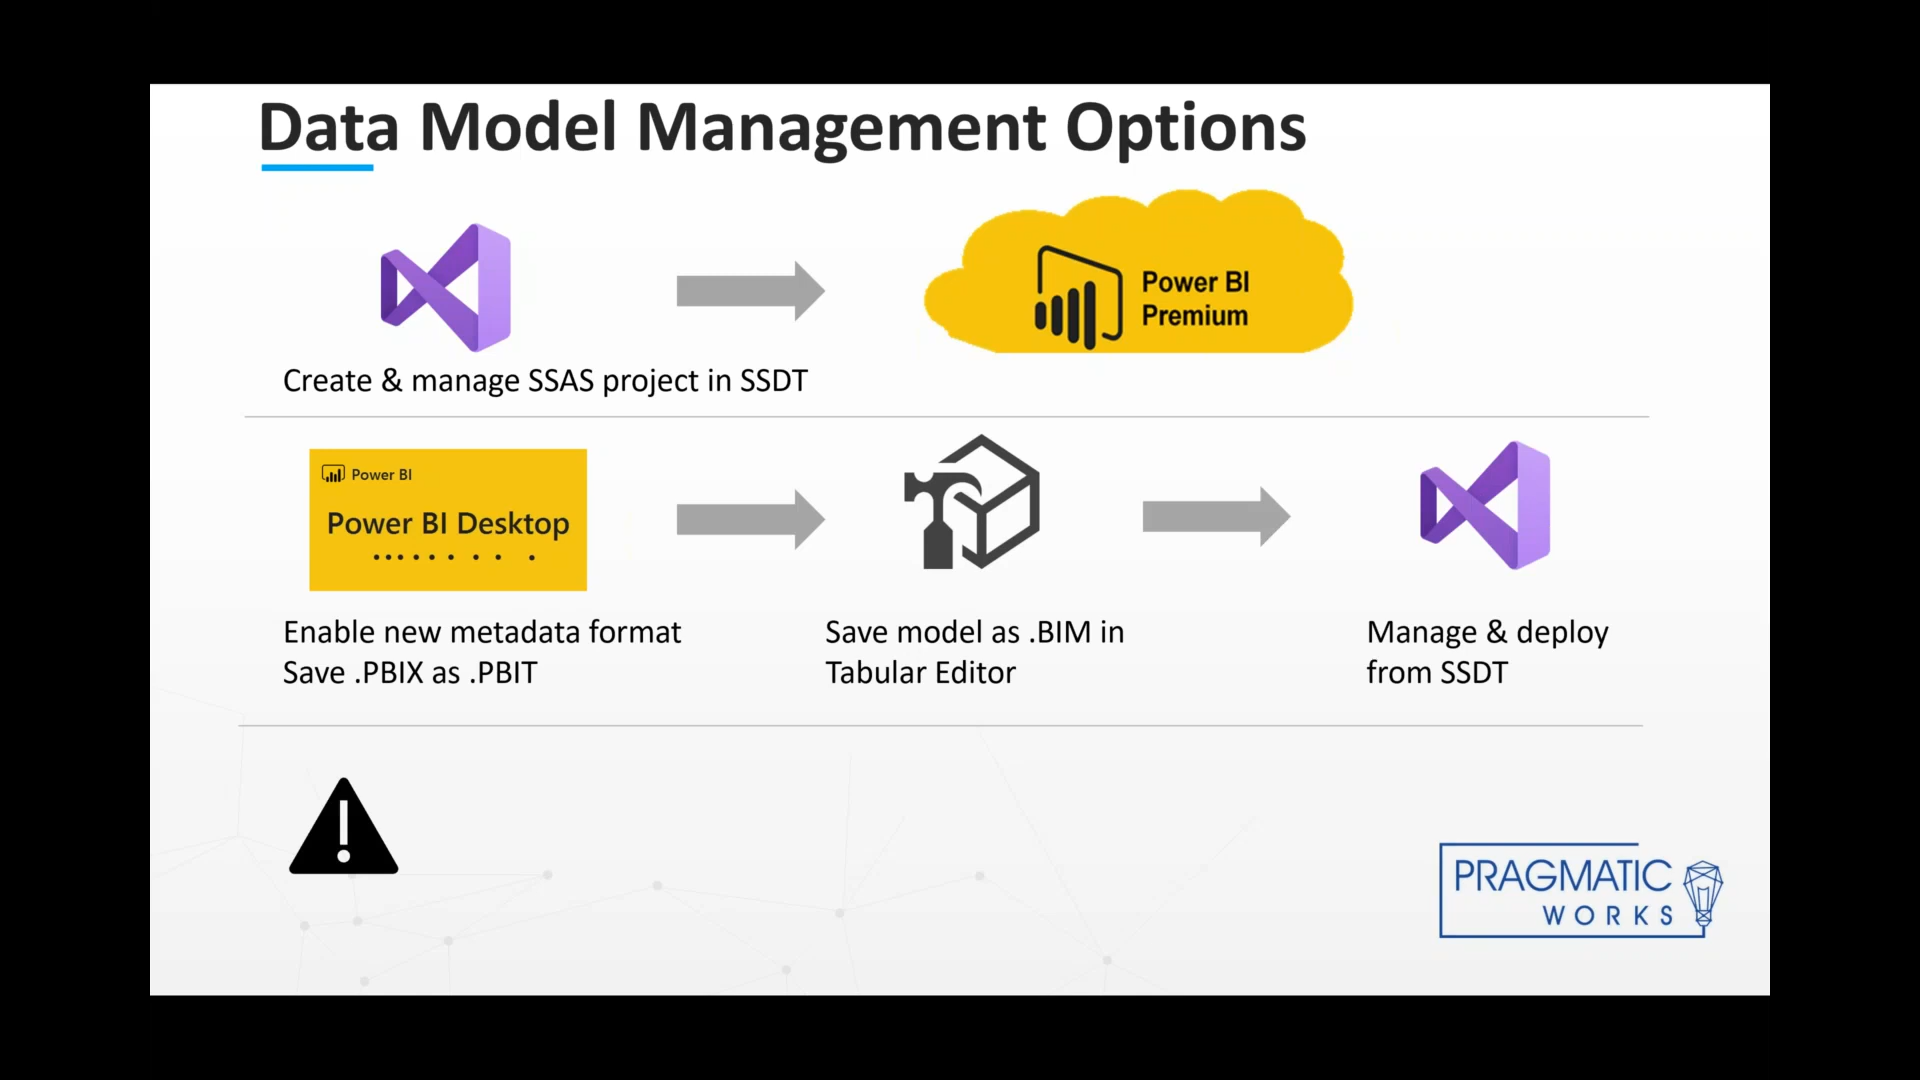 Data Model Management Options
Power BI
Premium
Create & manage SSAS project in SSDT
Power BI
Power BI Desktop
Enable new metadata format
Save .PBIX as .PBIT
Save model as .BIM in
Tabular Editor
Manage & deploy
from SSDT
PRAGMATIC
WORKS